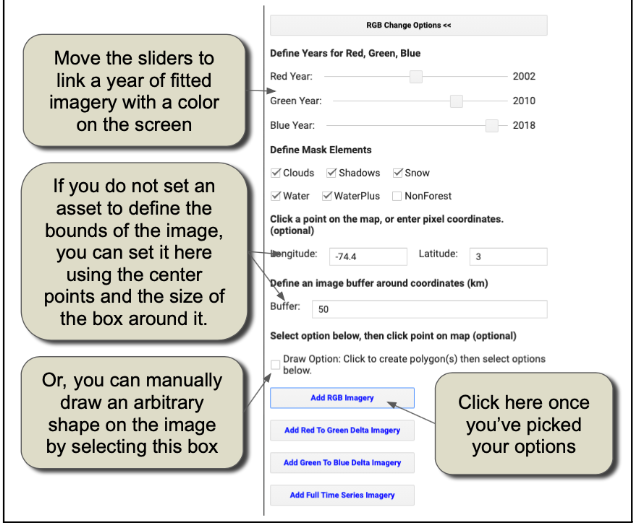 RGB Change Options <<
Move the sliders to
link a year of fitted
imagery with a color
on the screen
Define Years for Red, Green, Blue
Red Year: 2002
Green Year: 2010
Blue Year: 2018
Define Mask Elements
Clouds Shadows Snow
Water WaterPlus NonForest
If you do not set an
asset to define the
bounds of the image,
you can set it here
using the center
points and the size of
the box around it.
Click a point on the map, or enter pixel coordinates.
(optional)
Longitude: -74.4 Latitude: 3
Define an image buffer around coordinates (km)
Buffer: 50
Select option below, then click point on map (optional)
Draw Option: Click to create polygon(s) then select options
below.
Or, you can manually
draw an arbitrary
shape on the image
by selecting this box
Add RGB Imagery
Add Red To Green Delta Imagery
Add Green To Blue Delta Imagery
Add Full Time Series Imagery
Click here once
you've picked
your options